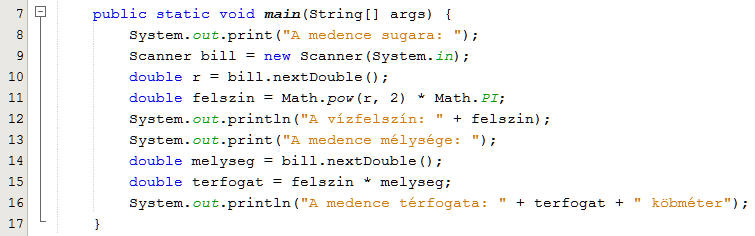 7 public static void main(String[] args) {
8 System.out.print("A medence sugara: ");
9 Scanner bill = new Scanner(System.in);
10 double r = bill.nextDouble();
11 double felszin = Math.pow(r, 2) * Math.PI;
12 System.out.println("A vízfelszín: " + felszin);
13 System.out.print("A medence mélysége: ");
14 double melyseg = bill.nextDouble();
15 double terfogat = felszin * melyseg;
16 System.out.println("A medence térfogata: " + terfogat + " köbméter");
17 }